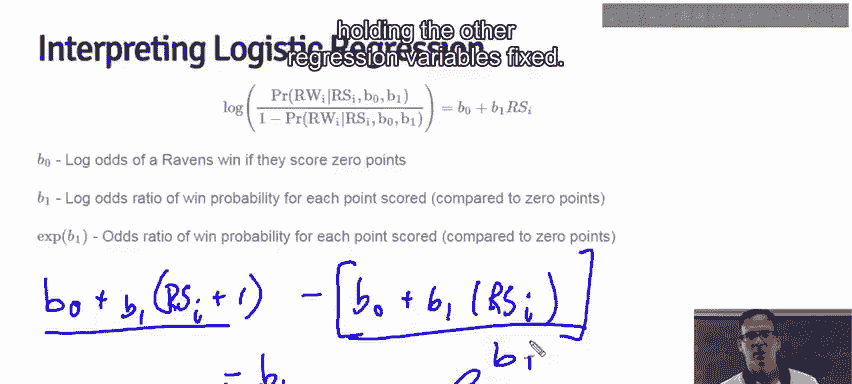 holding the other
Interpreting Logistic Regression
regression variables fixed.
log( Pr(RWᵢ|RSᵢ, b₀, b₁) / 1 − Pr(RWᵢ|RSᵢ, b₀, b₁) ) = b₀ + b₁RSᵢ
b₀ - Log odds of a Ravens win if they score zero points
b₁ - Log odds ratio of win probability for each point scored (compared to zero points)
exp(b₁) - Odds ratio of win probability for each point scored (compared to zero points)
b₀ + b₁ (RSᵢ + 1) − [b₀ + b₁ (RSᵢ)]
= b₁